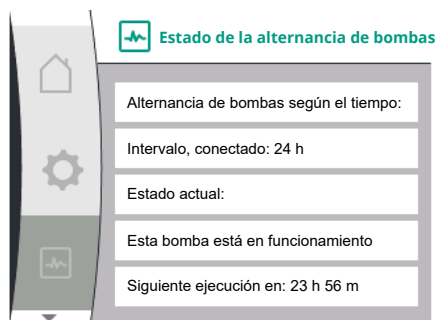 Estado de la alternancia de bombas
Alternancia de bombas según el tiempo:
Intervalo, conectado: 24 h
Estado actual:
Esta bomba está en funcionamiento
Siguiente ejecución en: 23 h 56 m